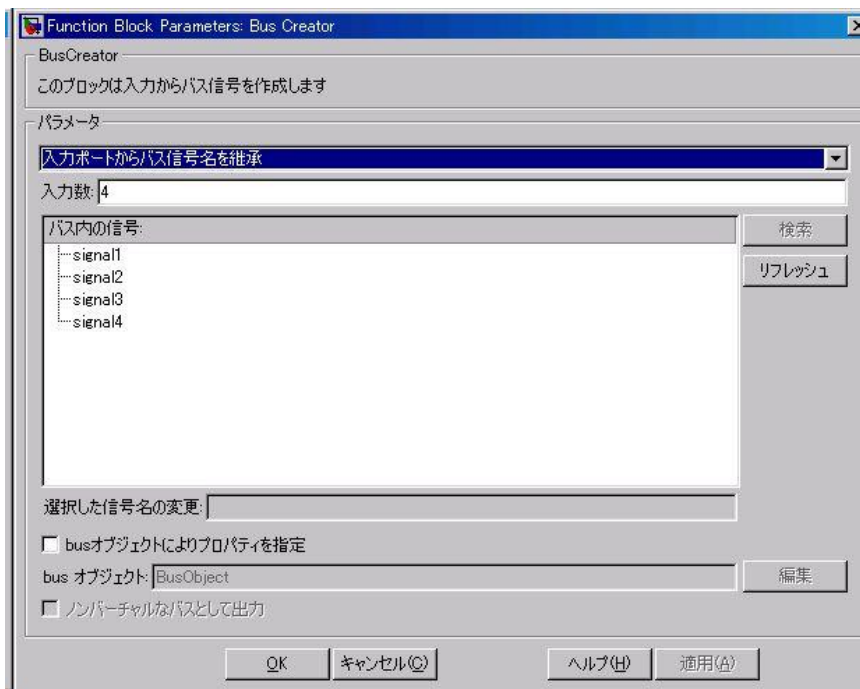 Function Block Parameters: Bus Creator
BusCreator
このブロックは入力からバス信号を作成します
パラメータ
入力ポートからバス信号名を継承
入力数: 4
バス内の信号:
検索
signal1
リフレッシュ
signal2
signal3
signal4
選択した信号名の変更:
busオブジェクトによりプロパティを指定
bus オブジェクト: BusObject
編集
ノンバーチャルなバスとして出力
OK キャンセル(C) ヘルプ(H) 適用(A)